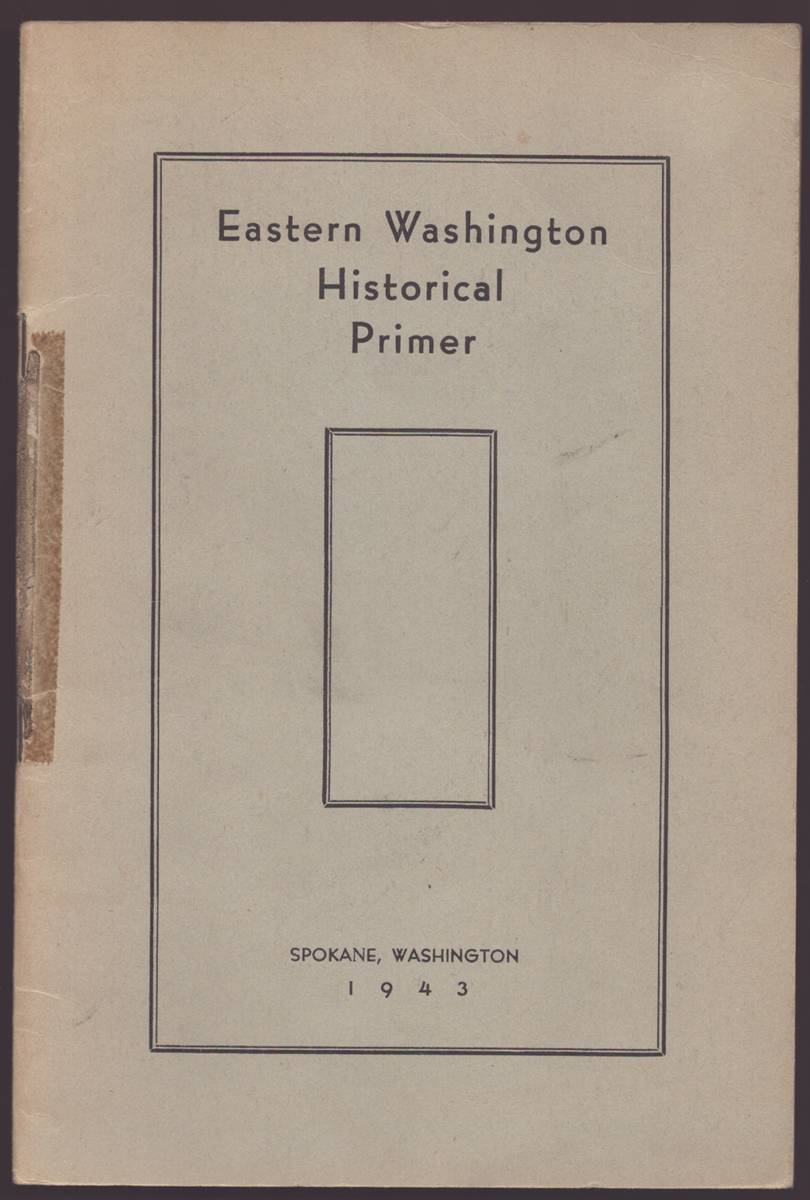 Eastern Washington
Historical
Primer
SPOKANE, WASHINGTON
1 9 4 3